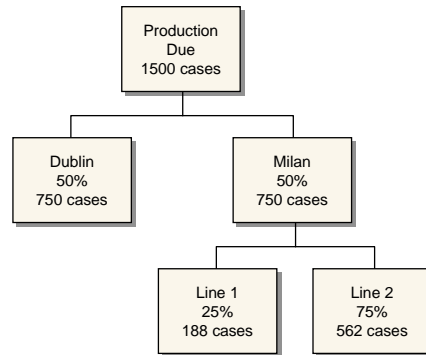 Production
Due
1500 cases
Dublin
50%
750 cases
Milan
50%
750 cases
Line 1
25%
188 cases
Line 2
75%
562 cases